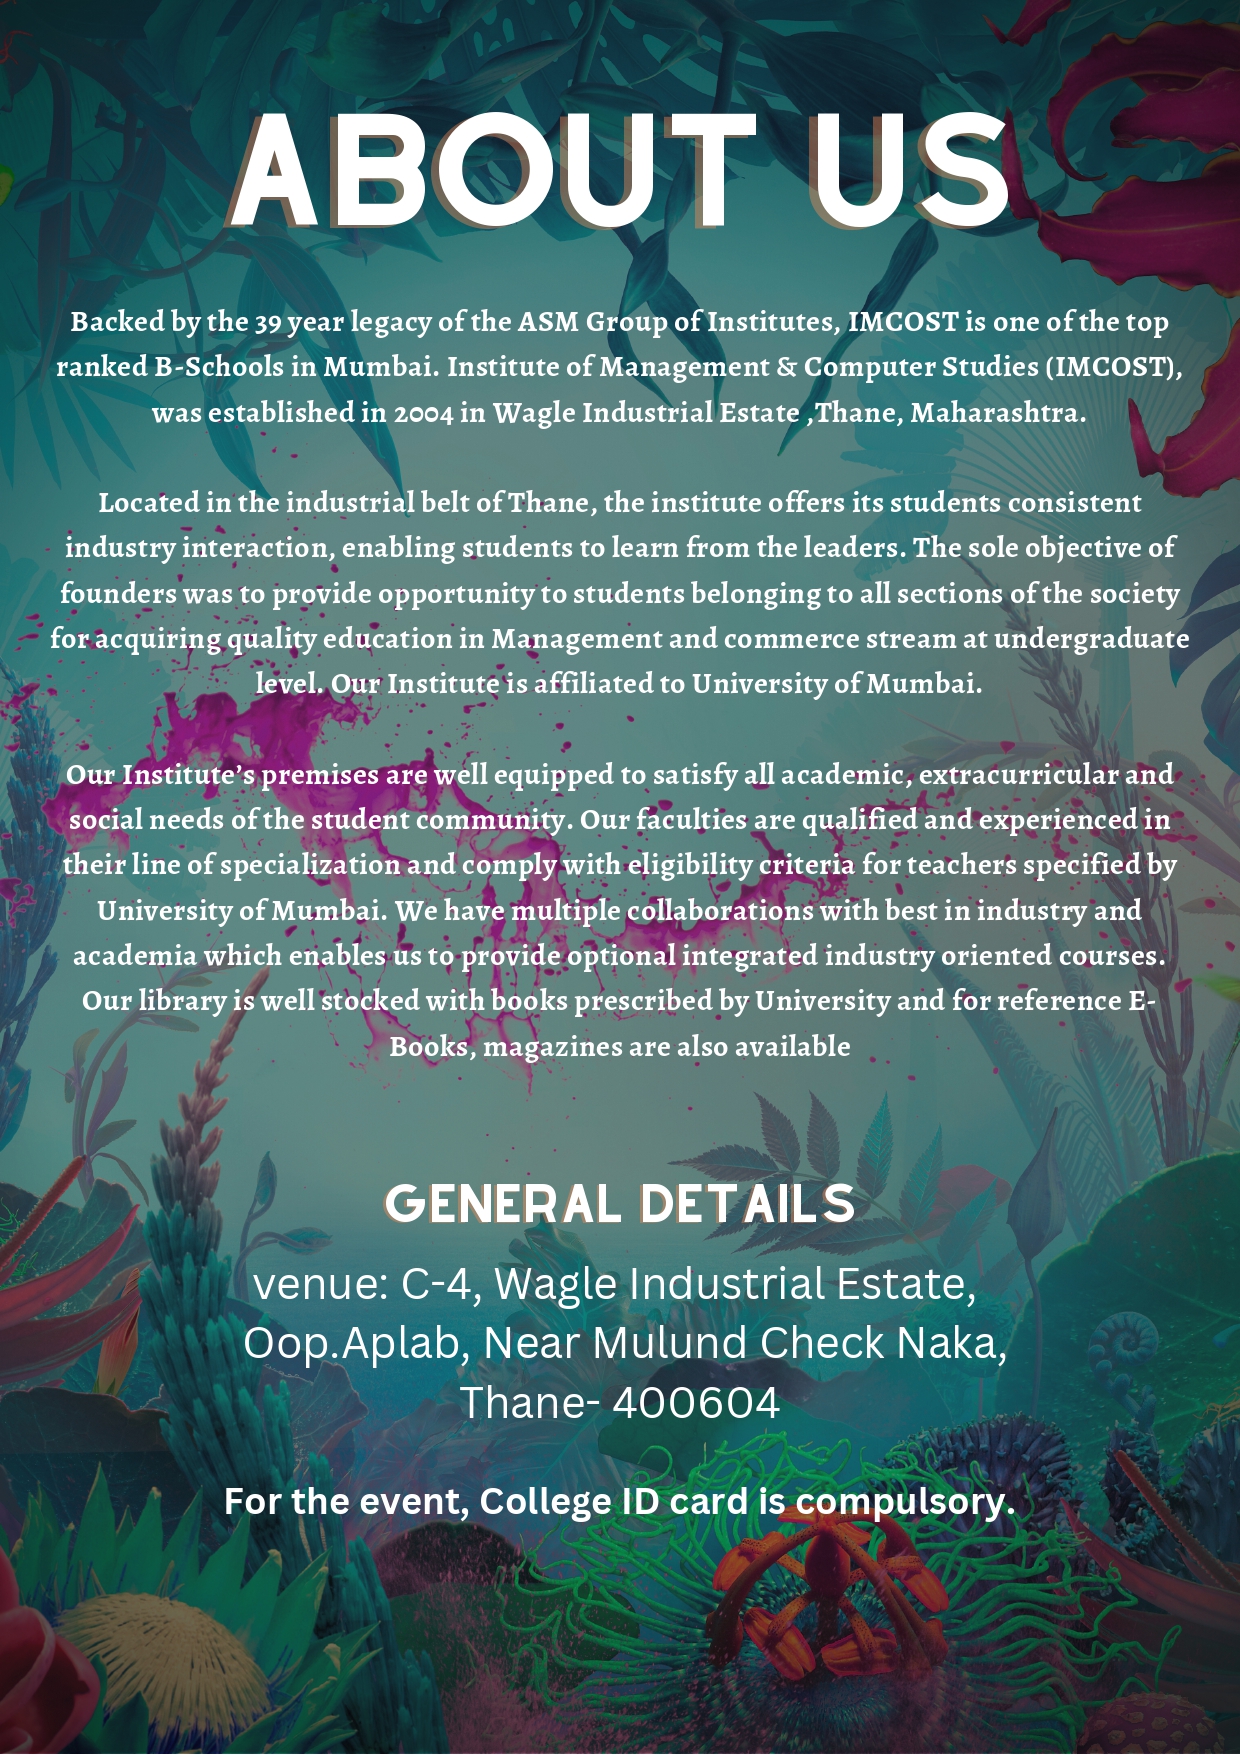 ABOUT US
Backed by the 39 year legacy of the ASM Group of Institutes, IMCOST is one of the top
ranked B-Schools in Mumbai. Institute of Management & Computer Studies (IMCOST),
was established in 2004 in Wagle Industrial Estate ,Thane, Maharashtra.
Located in the industrial belt of Thane, the institute offers its students consistent
industry interaction, enabling students to learn from the leaders. The sole objective of
founders was to provide opportunity to students belonging to all sections of the society
for acquiring quality education in Management and commerce stream at undergraduate
level. Our Institute is affiliated to University of Mumbai.
Our Institute’s premises are well equipped to satisfy all academic, extracurricular and
social needs of the student community. Our faculties are qualified and experienced in
their line of specialization and comply with eligibility criteria for teachers specified by
University of Mumbai. We have multiple collaborations with best in industry and
academia which enables us to provide optional integrated industry oriented courses.
Our library is well stocked with books prescribed by University and for reference E-
Books, magazines are also available
GENERAL DETAILS
venue: C-4, Wagle Industrial Estate,
Oop.Aplab, Near Mulund Check Naka,
Thane- 400604
For the event, College ID card is compulsory.